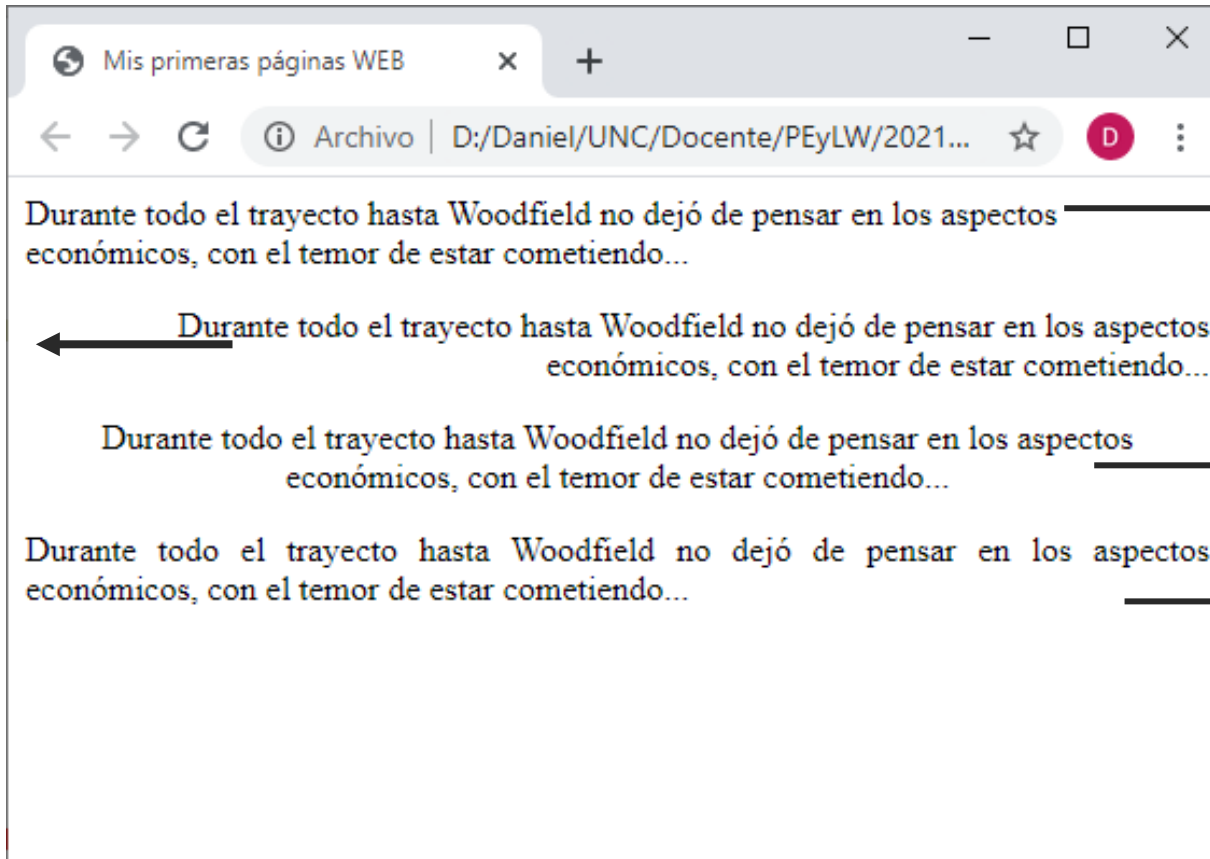 Mis primeras páginas WEB
Archivo | D:/Daniel/UNC/Docente/PEyLW/2021...
D
Durante todo el trayecto hasta Woodfield no dejó de pensar en los aspectos
económicos, con el temor de estar cometiendo...
Durante todo el trayecto hasta Woodfield no dejó de pensar en los aspectos
económicos, con el temor de estar cometiendo...
Durante todo el trayecto hasta Woodfield no dejó de pensar en los aspectos
económicos, con el temor de estar cometiendo...
Durante todo el trayecto hasta Woodfield no dejó de pensar en los aspectos
económicos, con el temor de estar cometiendo...